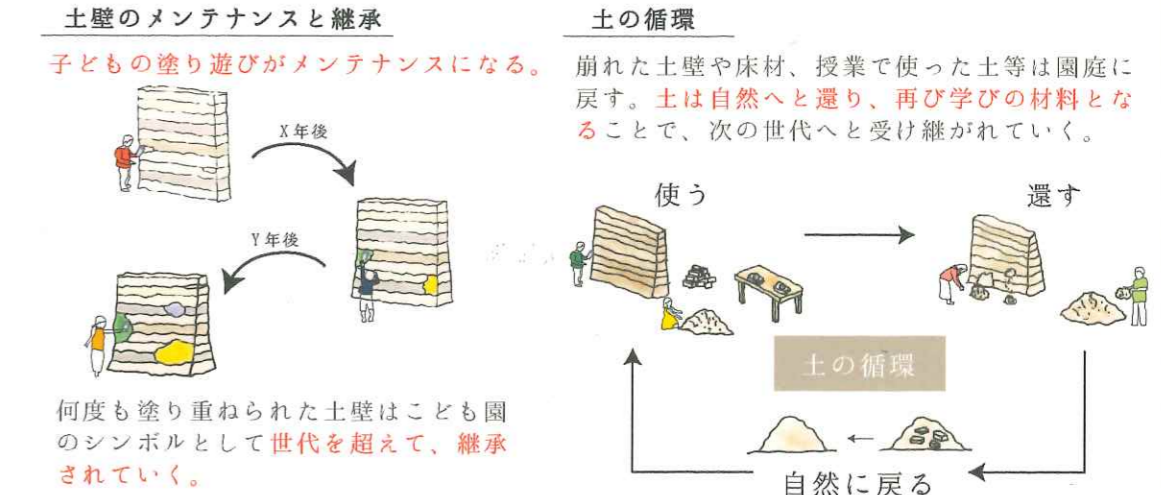 土壁のメンテナンスと継承
子どもの塗り遊びがメンテナンスになる。
X年後
Y年後
何度も塗り重ねられた土壁はこども園
のシンボルとして世代を超えて、継承
されていく。
土の循環
崩れた土壁や床材、授業で使った土等は園庭に
戻す。土は自然へと還り、再び学びの材料とな
ることで、次の世代へと受け継がれていく。
使う
還す
土の循環
自然に戻る